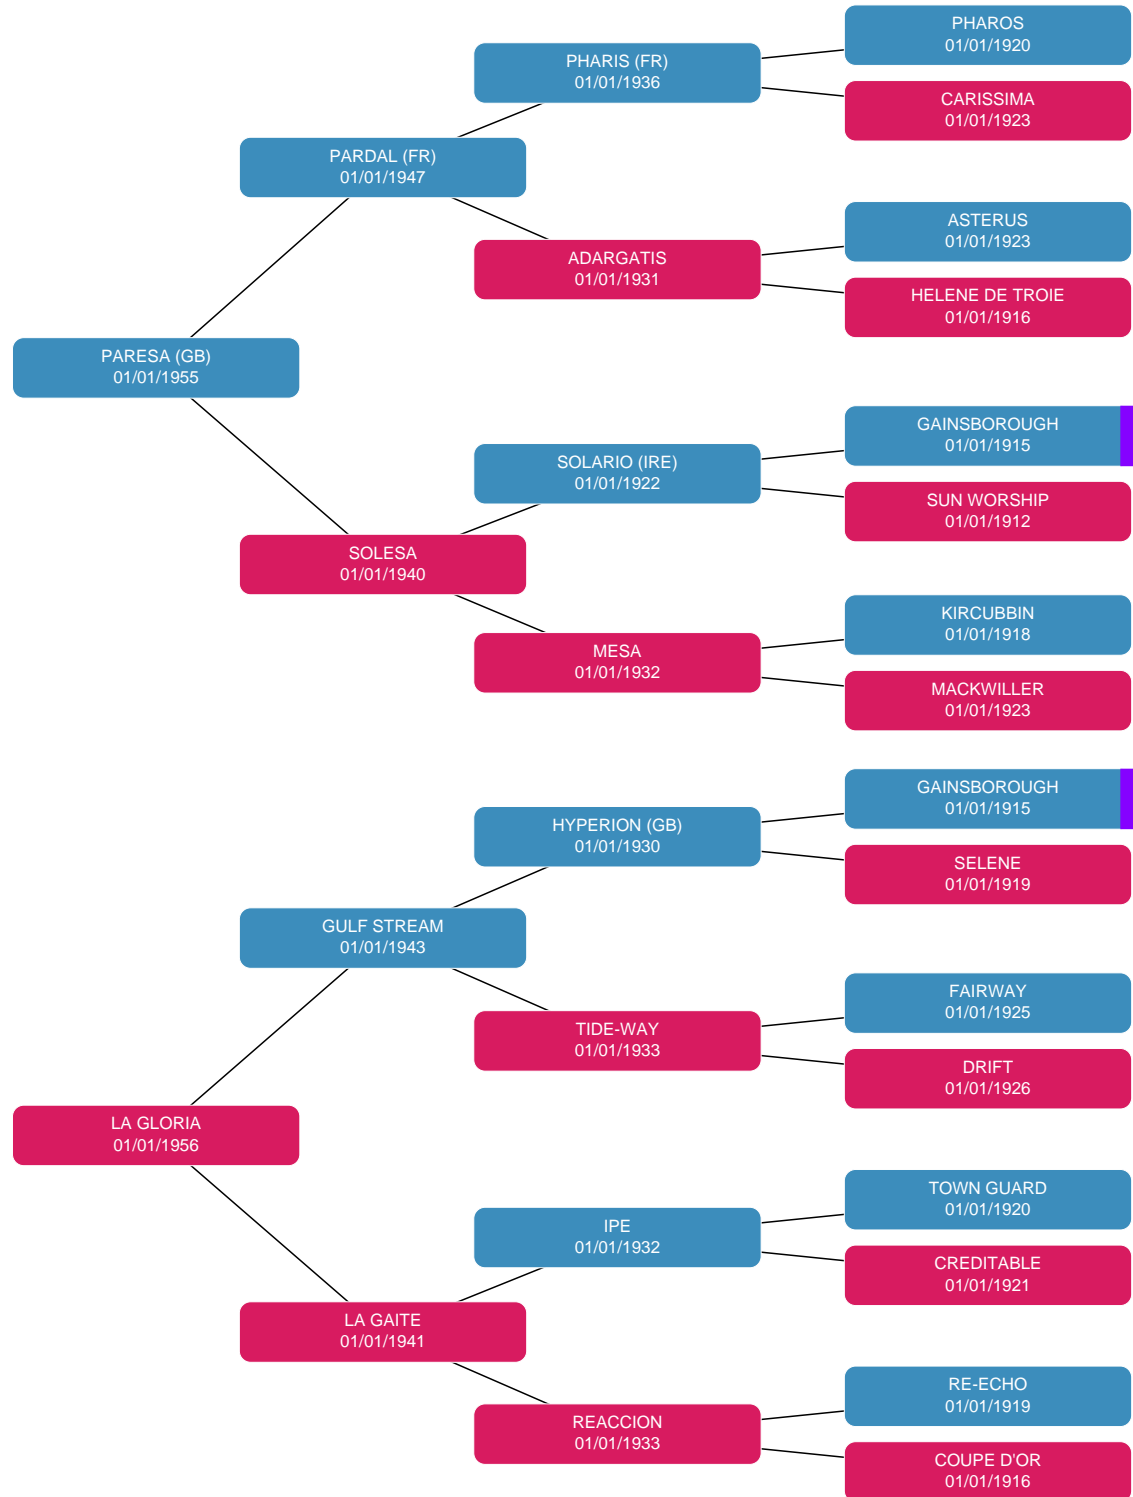 PHAROS
01/01/1920
PHARIS (FR)
01/01/1936
CARISSIMA
01/01/1923
PARDAL (FR)
01/01/1947
ASTERUS
01/01/1923
ADARGATIS
01/01/1931
HELENE DE TROIE
01/01/1916
PARESA (GB)
01/01/1955
GAINSBOROUGH
01/01/1915
SOLARIO (IRE)
01/01/1922
SUN WORSHIP
01/01/1912
SOLESA
01/01/1940
KIRCUBBIN
01/01/1918
MESA
01/01/1932
MACKWILLER
01/01/1923
GAINSBOROUGH
01/01/1915
HYPERION (GB)
01/01/1930
SELENE
01/01/1919
GULF STREAM
01/01/1943
FAIRWAY
01/01/1925
TIDE-WAY
01/01/1933
DRIFT
01/01/1926
LA GLORIA
01/01/1956
TOWN GUARD
01/01/1920
IPE
01/01/1932
CREDITABLE
01/01/1921
LA GAITE
01/01/1941
RE-ECHO
01/01/1919
REACCION
01/01/1933
COUPE D'OR
01/01/1916